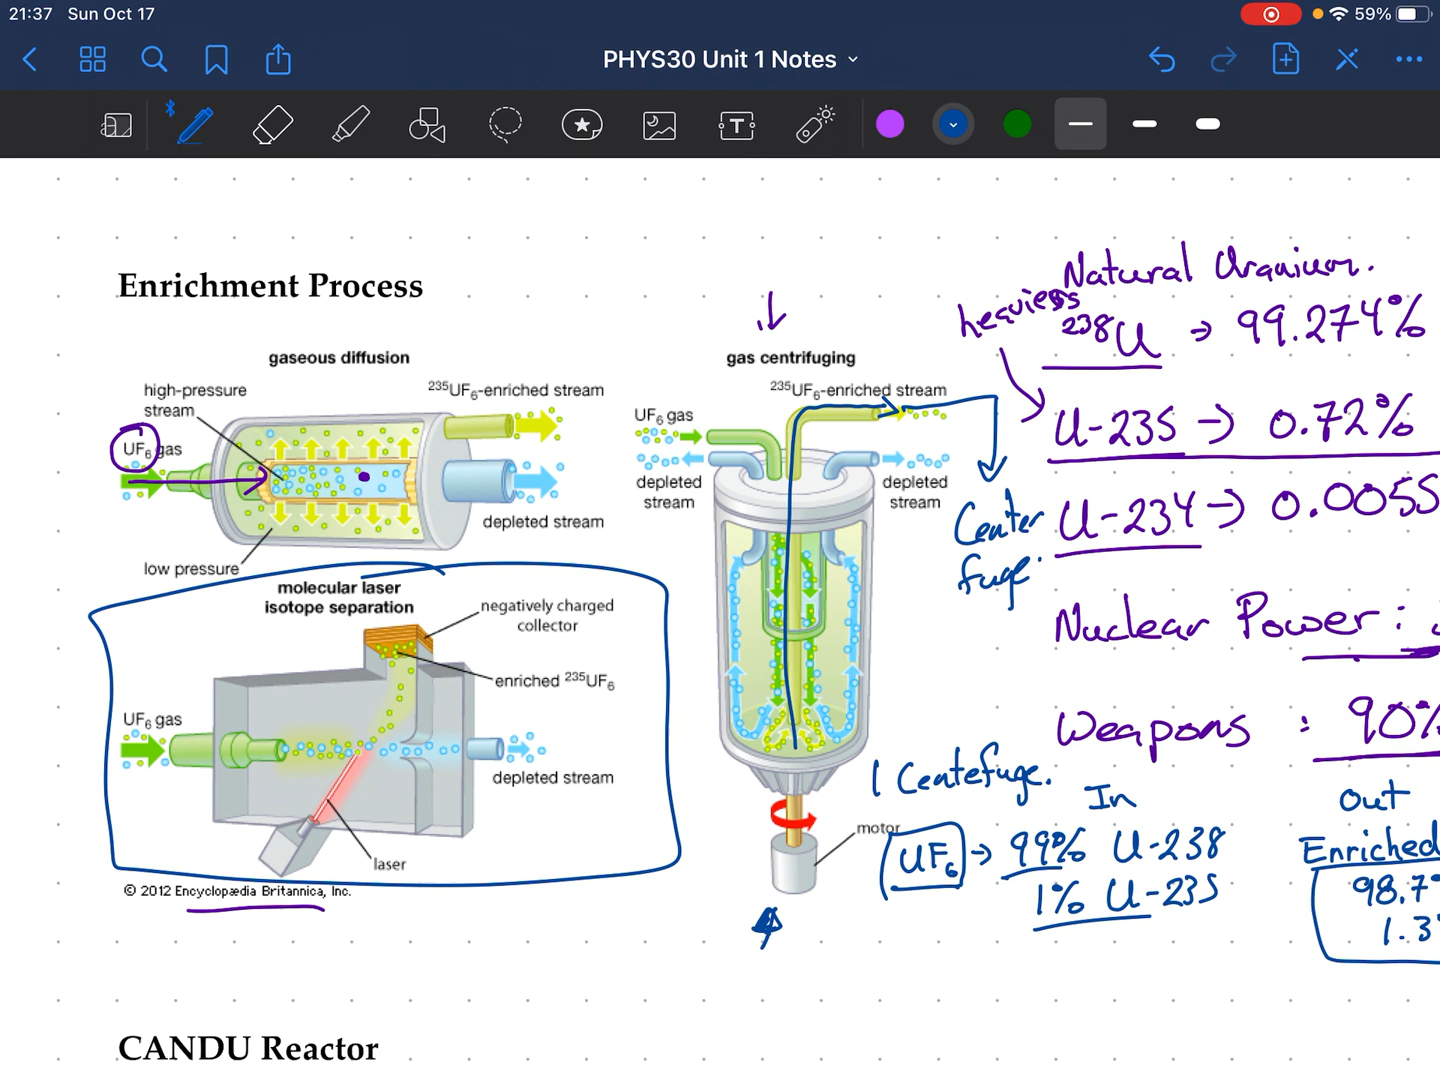 21:37 Sun Oct 17
59%
PHYS30 Unit 1 Notes
T
Enrichment Process
gaseous diffusion
high-pressure
stream
235UF6-enriched stream
UF6 gas
depleted stream
low pressure
molecular laser
isotope separation
negatively charged
collector
enriched 235UF6
UF6 gas
depleted stream
laser
© 2012 Encyclopædia Britannica, Inc.
gas centrifuging
235UF6-enriched stream
UF6 gas
depleted
stream
depleted
stream
motor
Center
fuge.
Natural Uranium.
heaviess
238U → 99.274%
U-235 → 0.72%
U-234 → 0.0055
Nuclear Power:
Weapons : 90%
1 Centefuge.
In
Out
UF6 → 99% U-238
1% U-235
Enriched
98.7
1.3
CANDU Reactor